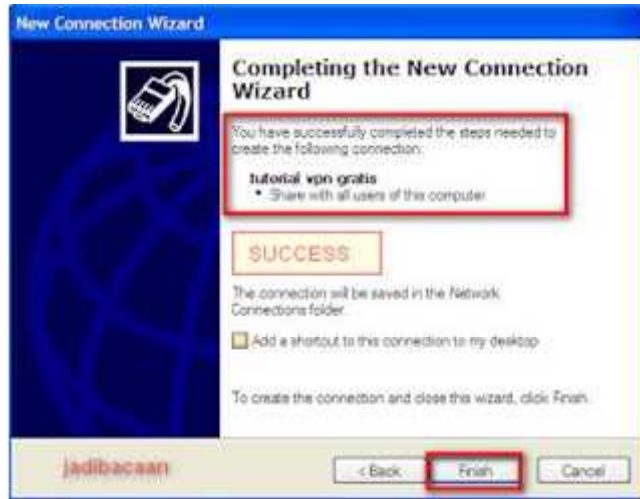 New Connection Wizard
Completing the New Connection
Wizard
You have successfully completed the steps needed to
create the following connection:
tutorial vpn gratis
• Share with all users of this computer
SUCCESS
The connection will be saved in the Network
Connections folder.
Add a shortcut to this connection to my desktop
To create the connection and close this wizard, click Finish.
jadibacaan
< Back
Finish
Cancel